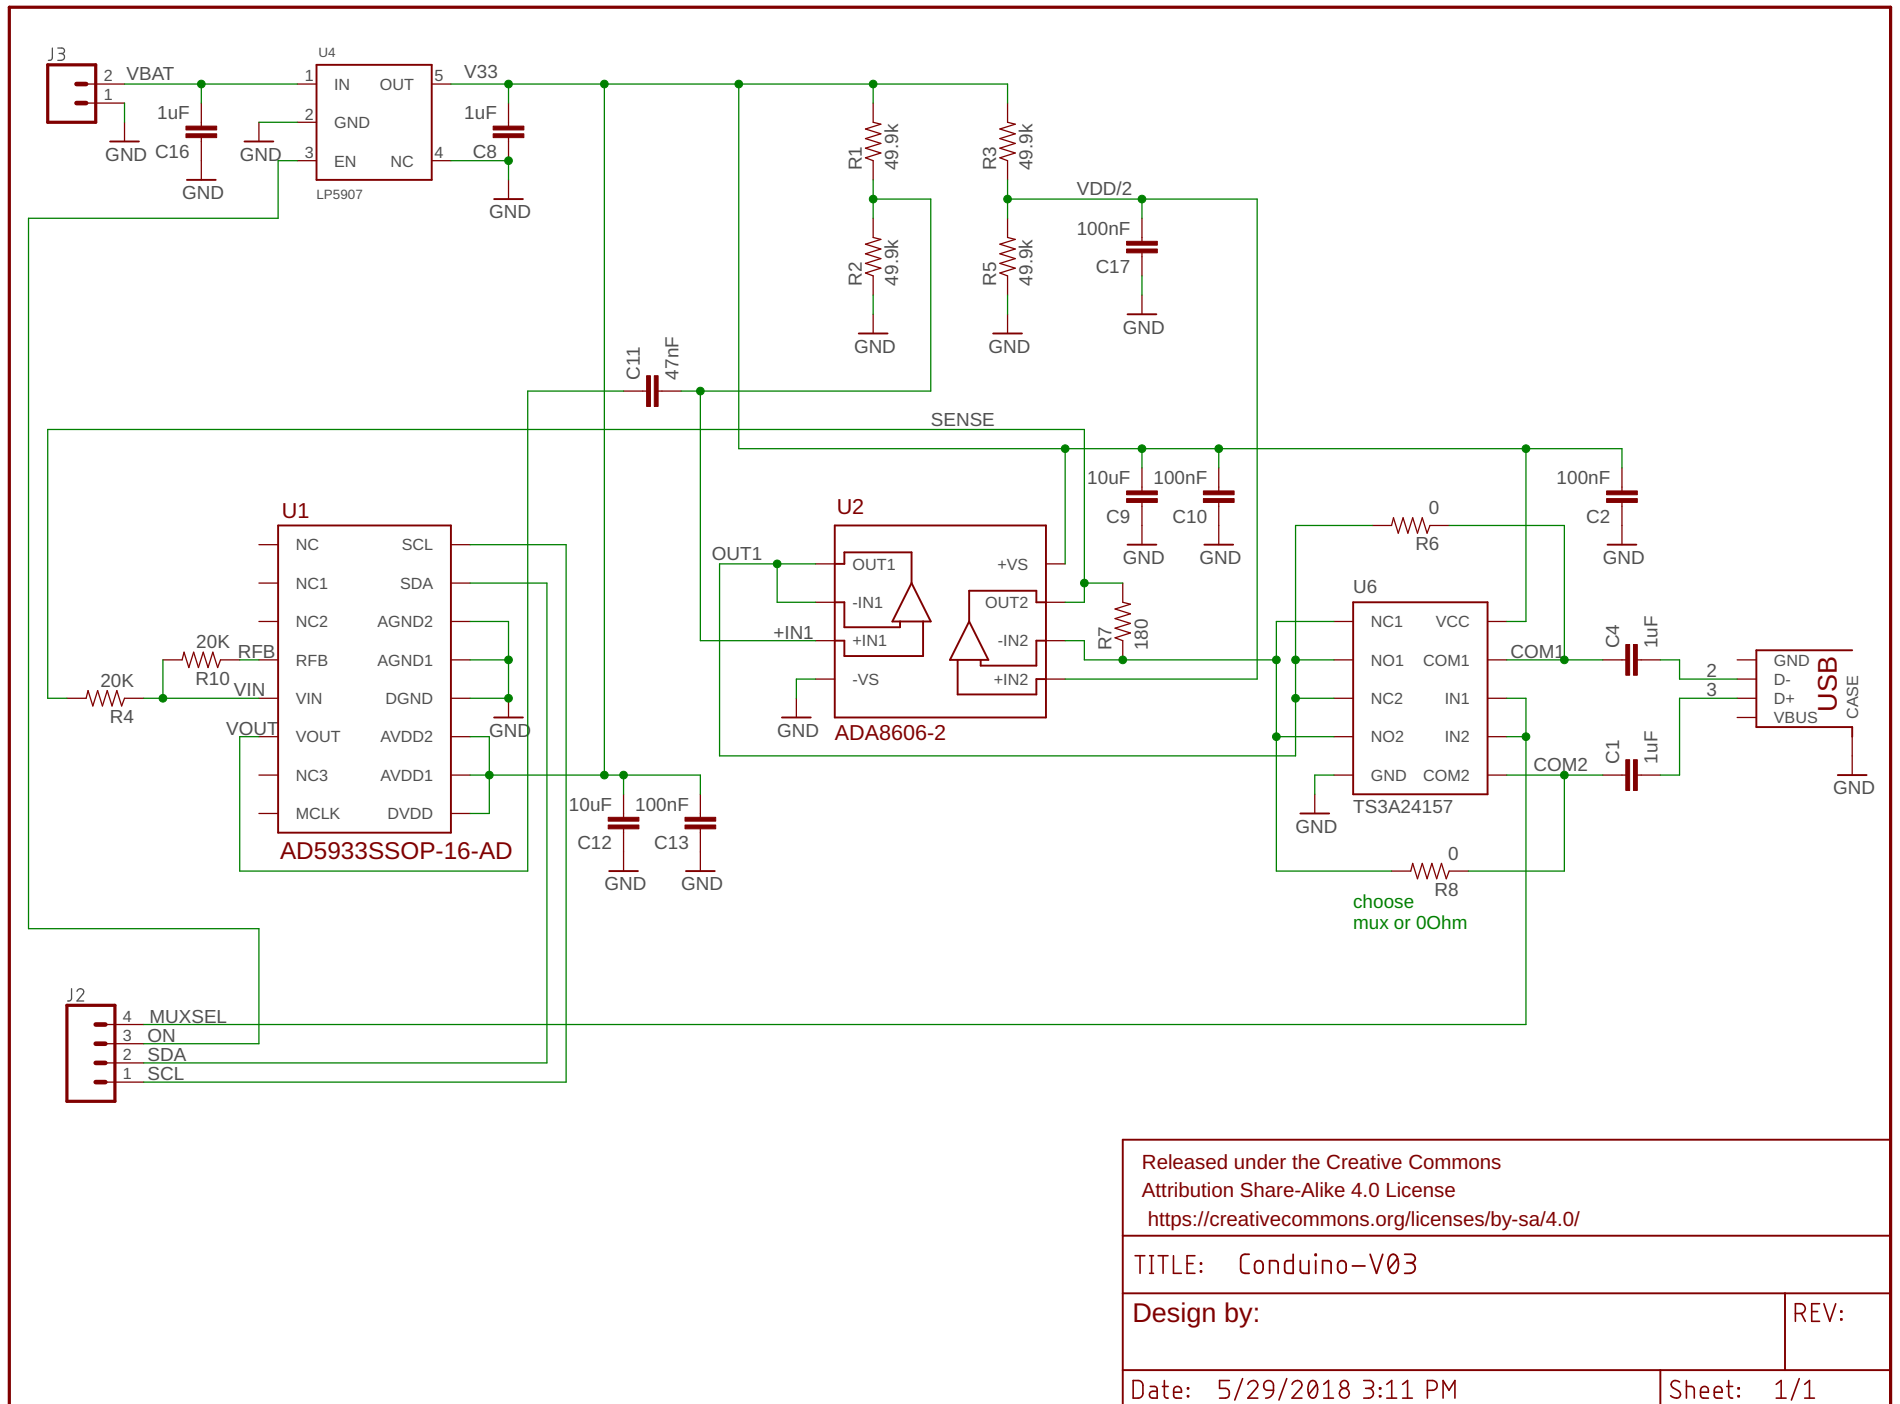 J3
2 VBAT
1
GND
1uF
C16
GND
U4
1 IN OUT 5
2 GND
3 EN NC 4
LP5907
GND
V33
1uF
C8
GND
R1
49.9k
R2
49.9k
GND
R3
49.9k
R5
49.9k
GND
VDD/2
100nF
C17
GND
C11
47nF
SENSE
U1
NC SCL
NC1 SDA
NC2 AGND2
RFB AGND1
VIN DGND
VOUT AVDD2
NC3 AVDD1
MCLK DVDD
AD5933SSOP-16-AD
20K RFB
R10
20K VIN
R4
VOUT
GND
10uF
C12
GND
100nF
C13
GND
U2
OUT1
OUT1 +VS
-IN1 OUT2
+IN1
+IN1 -IN2
-VS +IN2
GND
ADA8606-2
10uF
C9
GND
100nF
C10
GND
R7
180
0
R6
100nF
C2
GND
U6
NC1 VCC
NO1 COM1
NC2 IN1
NO2 IN2
GND COM2
TS3A24157
GND
COM1
C4
1uF
COM2
C1
1uF
2
3
GND
D-
D+
VBUS
USB
CASE
GND
0
R8
choose
mux or 0Ohm
J2
4 MUXSEL
3 ON
2 SDA
1 SCL
Released under the Creative Commons
Attribution Share-Alike 4.0 License
https://creativecommons.org/licenses/by-sa/4.0/
TITLE: Conduino-V03
Design by:
REV:
Date: 5/29/2018 3:11 PM
Sheet: 1/1